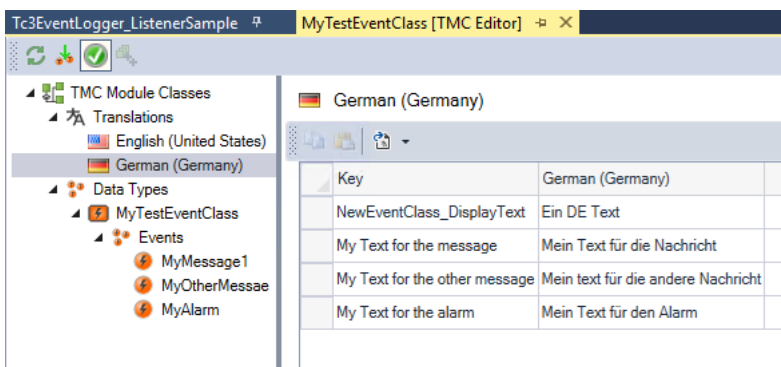 Tc3EventLogger_ListenerSample MyTestEventClass [TMC Editor]
TMC Module Classes
Translations
English (United States)
German (Germany)
Data Types
MyTestEventClass
Events
MyMessage1
MyOtherMessae
MyAlarm
German (Germany)
Key German (Germany)
NewEventClass_DisplayText Ein DE Text
My Text for the message Mein Text für die Nachricht
My Text for the other message Mein text für die andere Nachricht
My Text for the alarm Mein Text für den Alarm